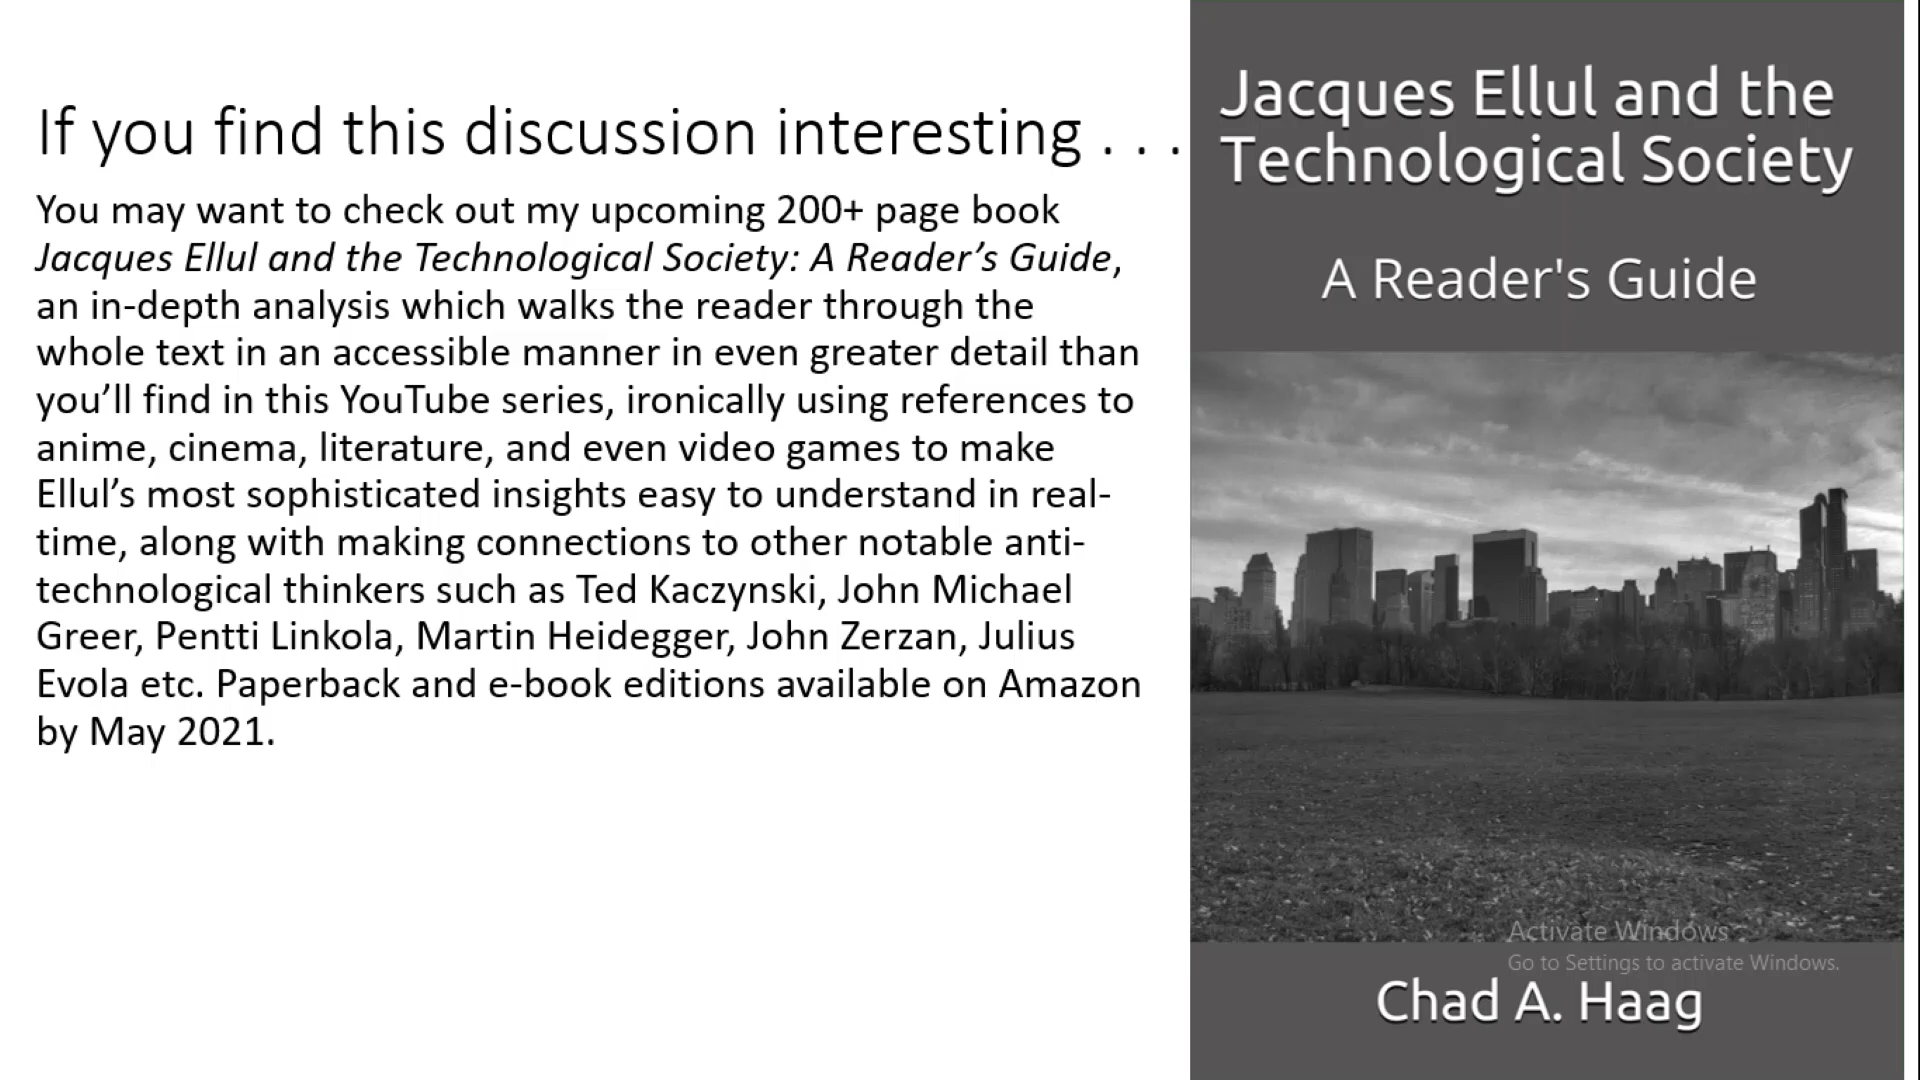 If you find this discussion interesting . . .
You may want to check out my upcoming 200+ page book
Jacques Ellul and the Technological Society: A Reader’s Guide,
an in-depth analysis which walks the reader through the
whole text in an accessible manner in even greater detail than
you’ll find in this YouTube series, ironically using references to
anime, cinema, literature, and even video games to make
Ellul’s most sophisticated insights easy to understand in real-
time, along with making connections to other notable anti-
technological thinkers such as Ted Kaczynski, John Michael
Greer, Pentti Linkola, Martin Heidegger, John Zerzan, Julius
Evola etc. Paperback and e-book editions available on Amazon
by May 2021.
Jacques Ellul and the
Technological Society
A Reader's Guide
Activate Windows
Go to Settings to activate Windows.
Chad A. Haag